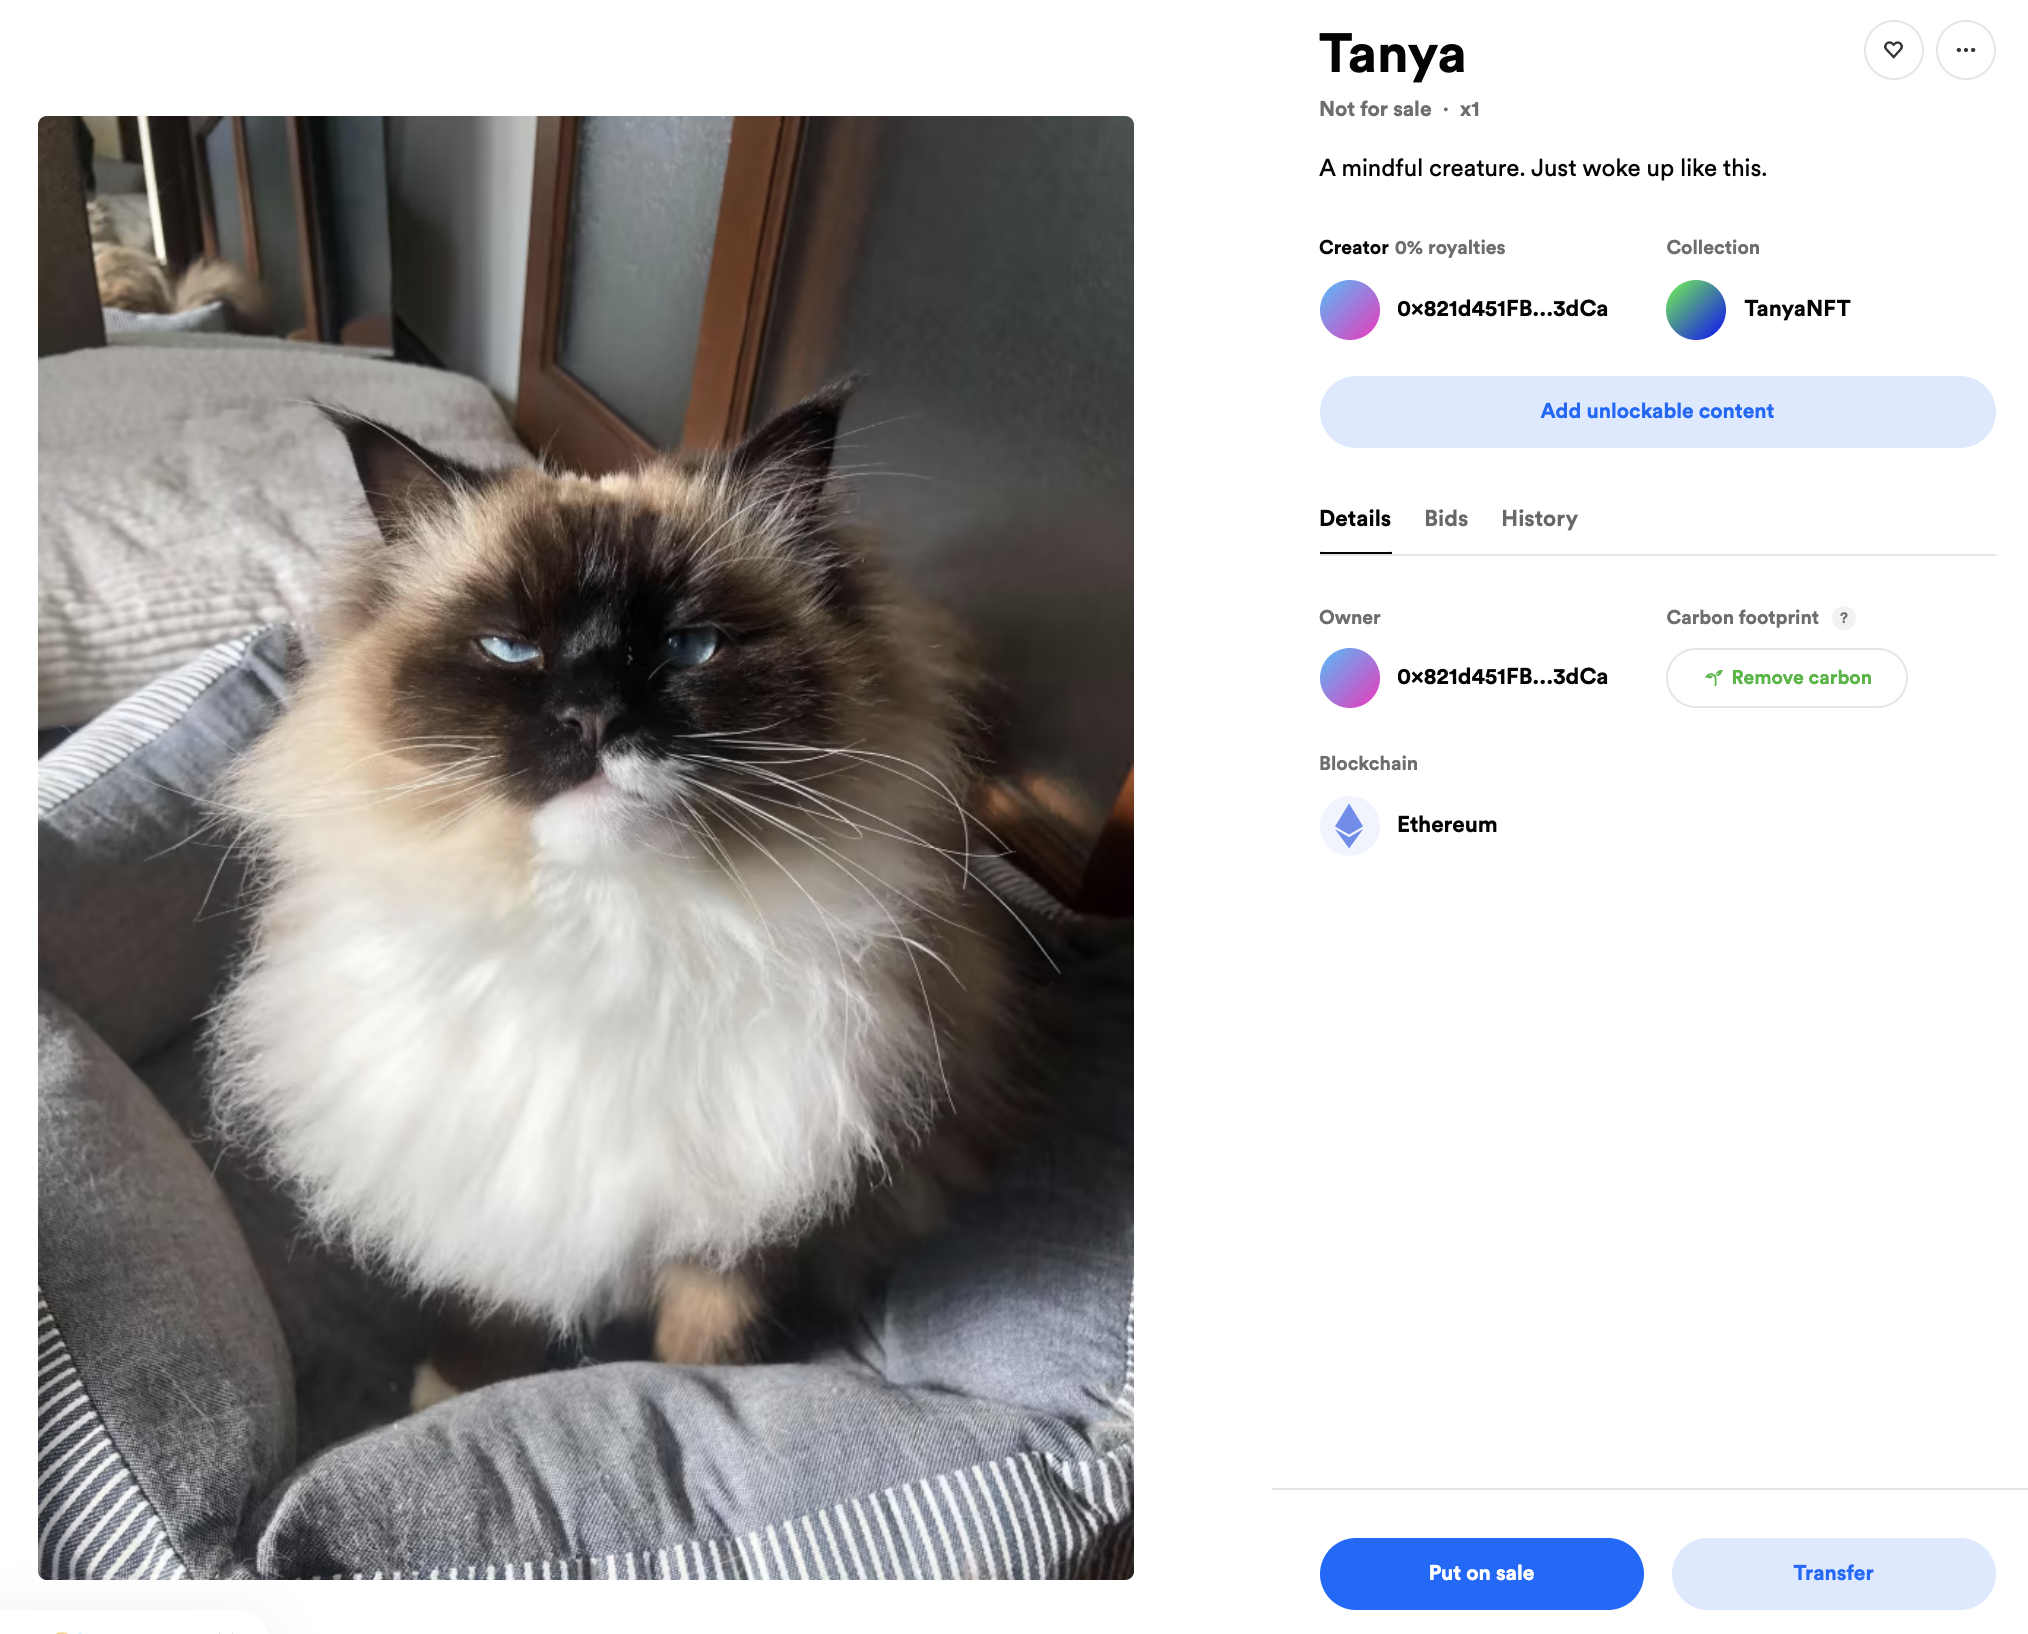 Tanya
Not for sale · x1
A mindful creature. Just woke up like this.
Creator 0% royalties
Collection
0x821d451FB...3dCa
TanyaNFT
Add unlockable content
Details
Bids
History
Owner
Carbon footprint ?
0x821d451FB...3dCa
Remove carbon
Blockchain
Ethereum
Put on sale
Transfer